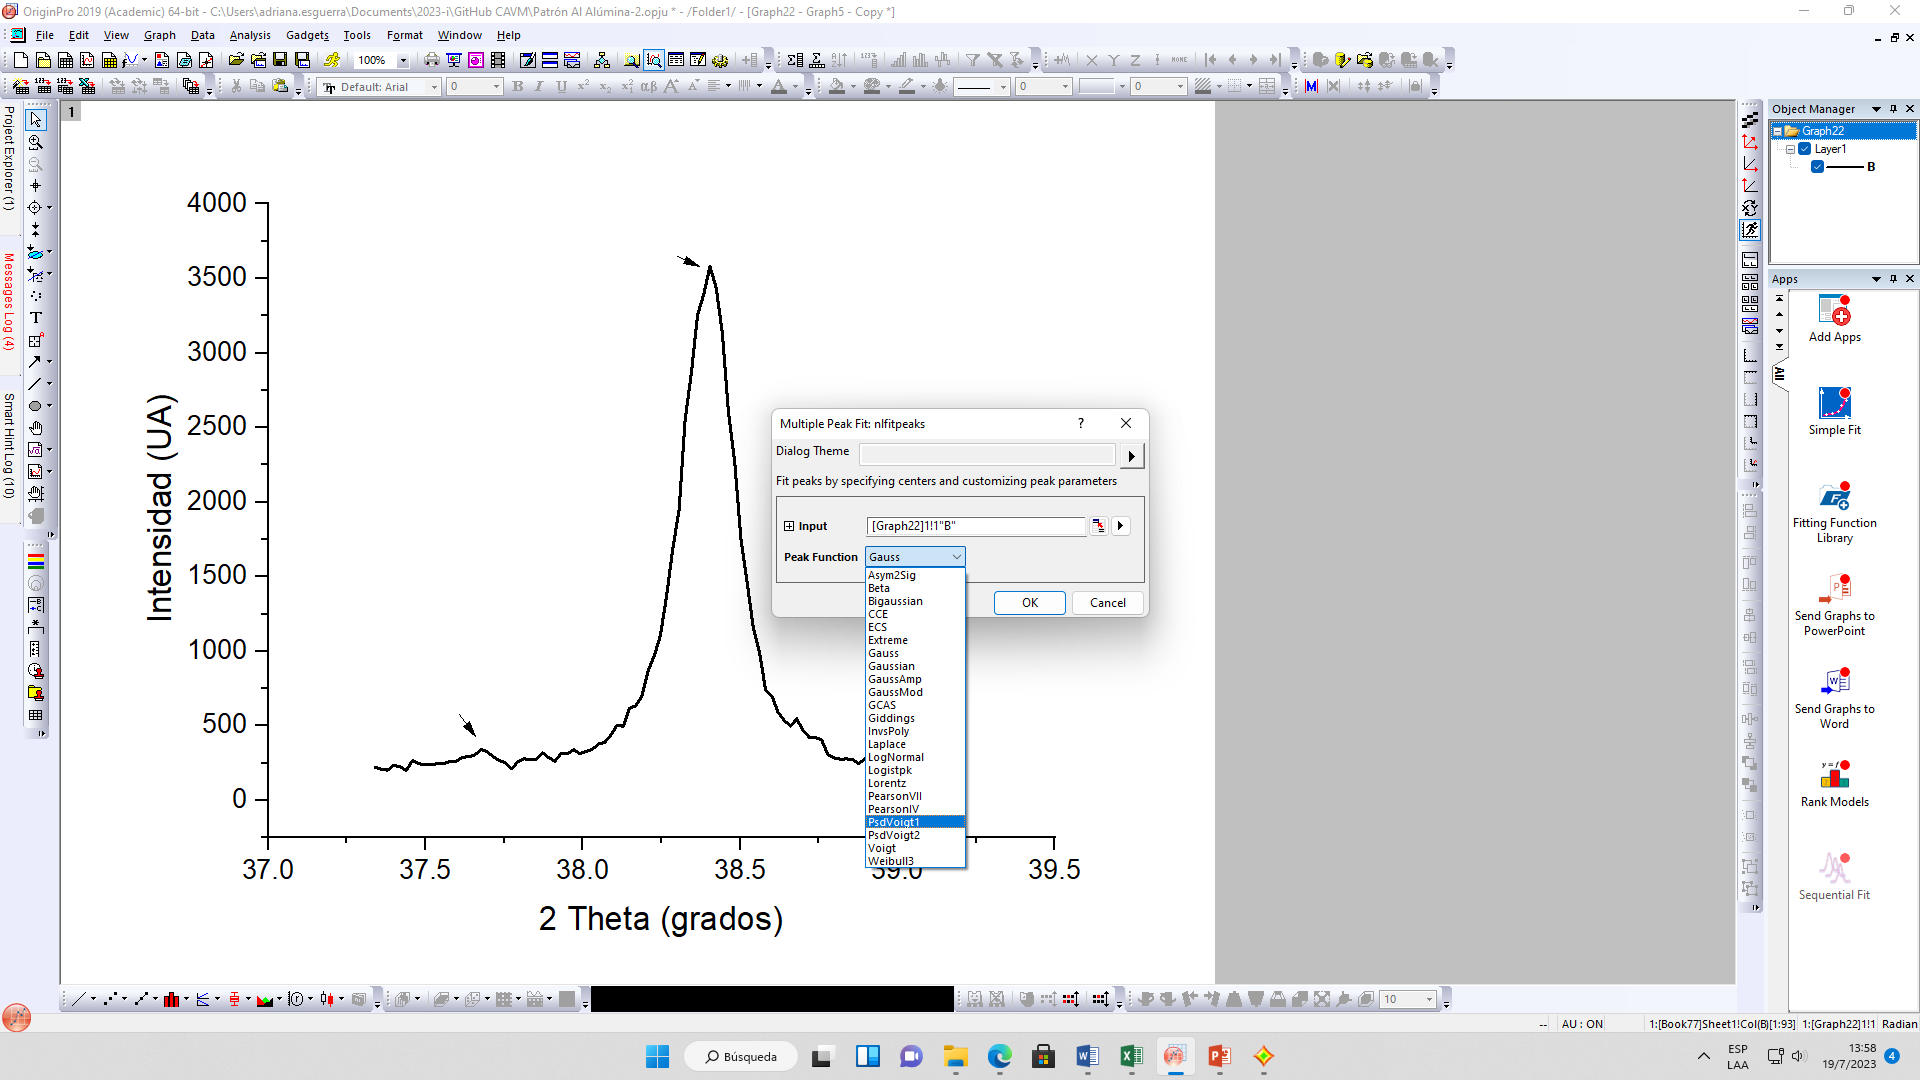 OriginPro 2019 (Academic) 64-bit - C:\Users\adriana.esguerra\Documents\2023-i\GitHub CAVM\Patrón Al Alúmina-2.opju * - /Folder1/ - [Graph22 - Graph5 - Copy *]
File Edit View Graph Data Analysis Gadgets Tools Format Window Help
100%
Default: Arial 0 B I U 0 0
Project Explorer (1)
Messages Log (4)
Smart Hint Log (10)
1
Object Manager
Graph22
Layer1
B
Apps
All
Add Apps
Simple Fit
Fitting Function
Library
Send Graphs to
PowerPoint
Send Graphs to
Word
Rank Models
Sequential Fit
4000
3500
3000
2500
2000
1500
1000
500
0
Intensidad (UA)
37.0 37.5 38.0 38.5 39.0 39.5
2 Theta (grados)
Multiple Peak Fit: nlfitpeaks ?
Dialog Theme
Fit peaks by specifying centers and customizing peak parameters
Input [Graph22]1!1"B"
Peak Function Gauss
OK Cancel
Asym2Sig
Beta
Bigaussian
CCE
ECS
Extreme
Gauss
Gaussian
GaussAmp
GaussMod
GCAS
Giddings
InvsPoly
Laplace
LogNormal
Logistpk
Lorentz
PearsonVII
PearsonIV
PsdVoigt1
PsdVoigt2
Voigt
Weibull3
10
-- AU : ON 1:[Book77]Sheet1!Col(B)[1:93] 1:[Graph22]1!1 Radian
Búsqueda
ESP
LAA
13:58
19/7/2023
4